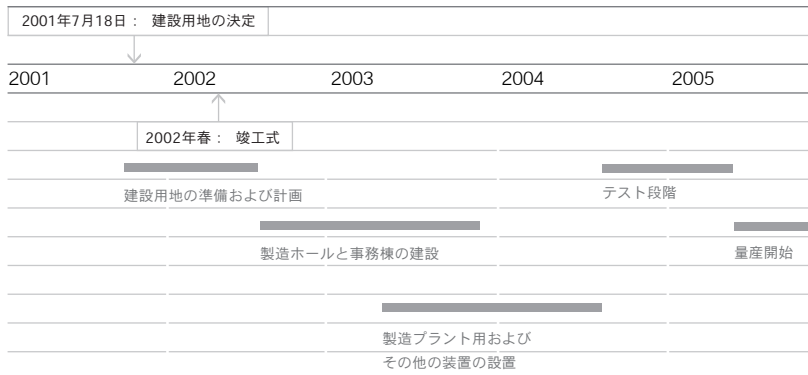 2001年7月18日： 建設用地の決定
2001 2002 2003 2004 2005
2002年春： 竣工式
建設用地の準備および計画
テスト段階
製造ホールと事務棟の建設
量産開始
製造プラント用および
その他の装置の設置